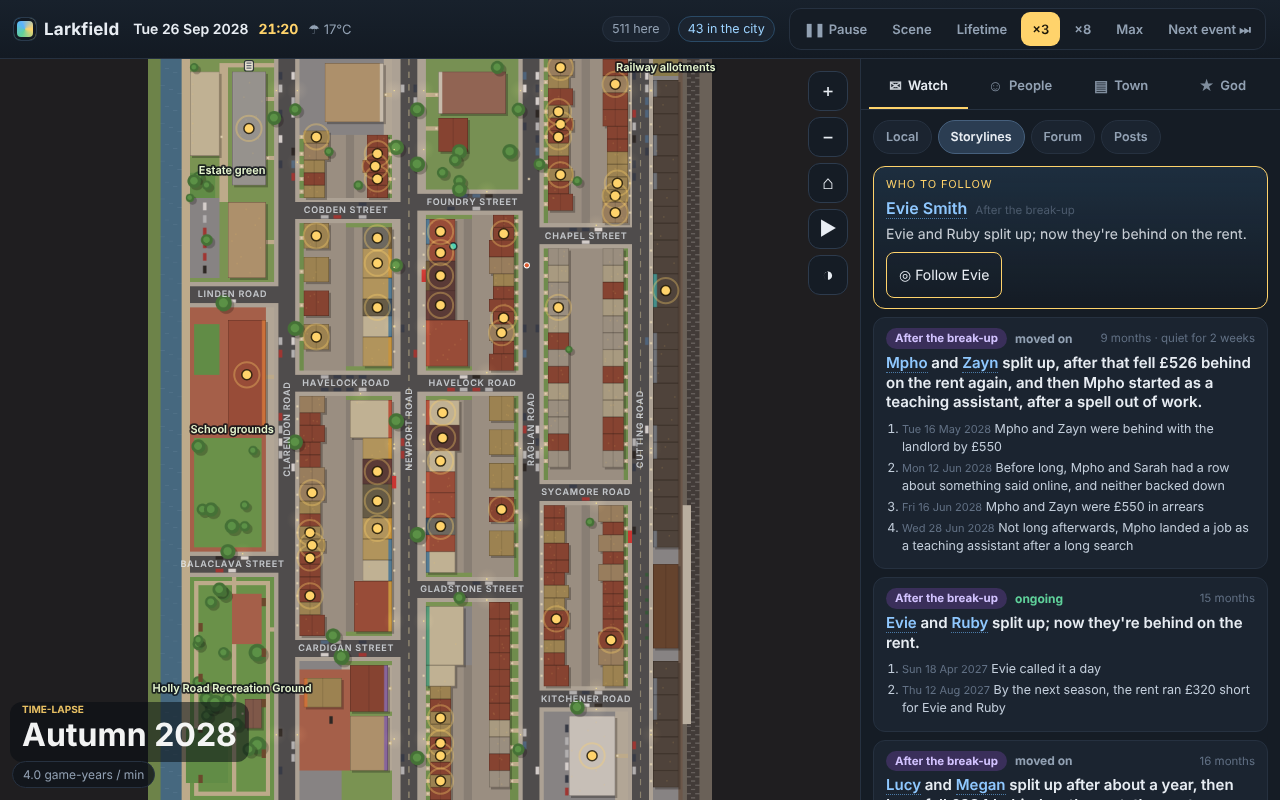 Larkfield Tue 26 Sep 2028 21:20 ☂ 17°C
511 here 43 in the city
❚❚ Pause Scene Lifetime ×3 ×8 Max Next event ⏭
Railway allotments
Estate green
COBDEN STREET
FOUNDRY STREET
CHAPEL STREET
LINDEN ROAD
HAVELOCK ROAD
HAVELOCK ROAD
CLARENDON ROAD
NEWPORT ROAD
RAGLAN ROAD
CUTTING ROAD
School grounds
SYCAMORE ROAD
BALACLAVA STREET
GLADSTONE STREET
CARDIGAN STREET
Holly Road Recreation Ground
KITCHENER ROAD
TIME-LAPSE
Autumn 2028
4.0 game-years / min
+
−
⌂
▶
◗
✉ Watch ☺ People ▤ Town ★ God
Local Storylines Forum Posts
WHO TO FOLLOW
Evie Smith After the break-up
Evie and Ruby split up; now they're behind on the rent.
◎ Follow Evie
After the break-up moved on 9 months · quiet for 2 weeks
Mpho and Zayn split up, after that fell £526 behind
on the rent again, and then Mpho started as a
teaching assistant, after a spell out of work.
1. Tue 16 May 2028 Mpho and Zayn were behind with the
landlord by £550
2. Mon 12 Jun 2028 Before long, Mpho and Sarah had a row
about something said online, and neither backed down
3. Fri 16 Jun 2028 Mpho and Zayn were £550 in arrears
4. Wed 28 Jun 2028 Not long afterwards, Mpho landed a job as
a teaching assistant after a long search
After the break-up ongoing 15 months
Evie and Ruby split up; now they're behind on the
rent.
1. Sun 18 Apr 2027 Evie called it a day
2. Thu 12 Aug 2027 By the next season, the rent ran £320 short
for Evie and Ruby
After the break-up moved on 16 months
Lucy and Megan split up after about a year, then